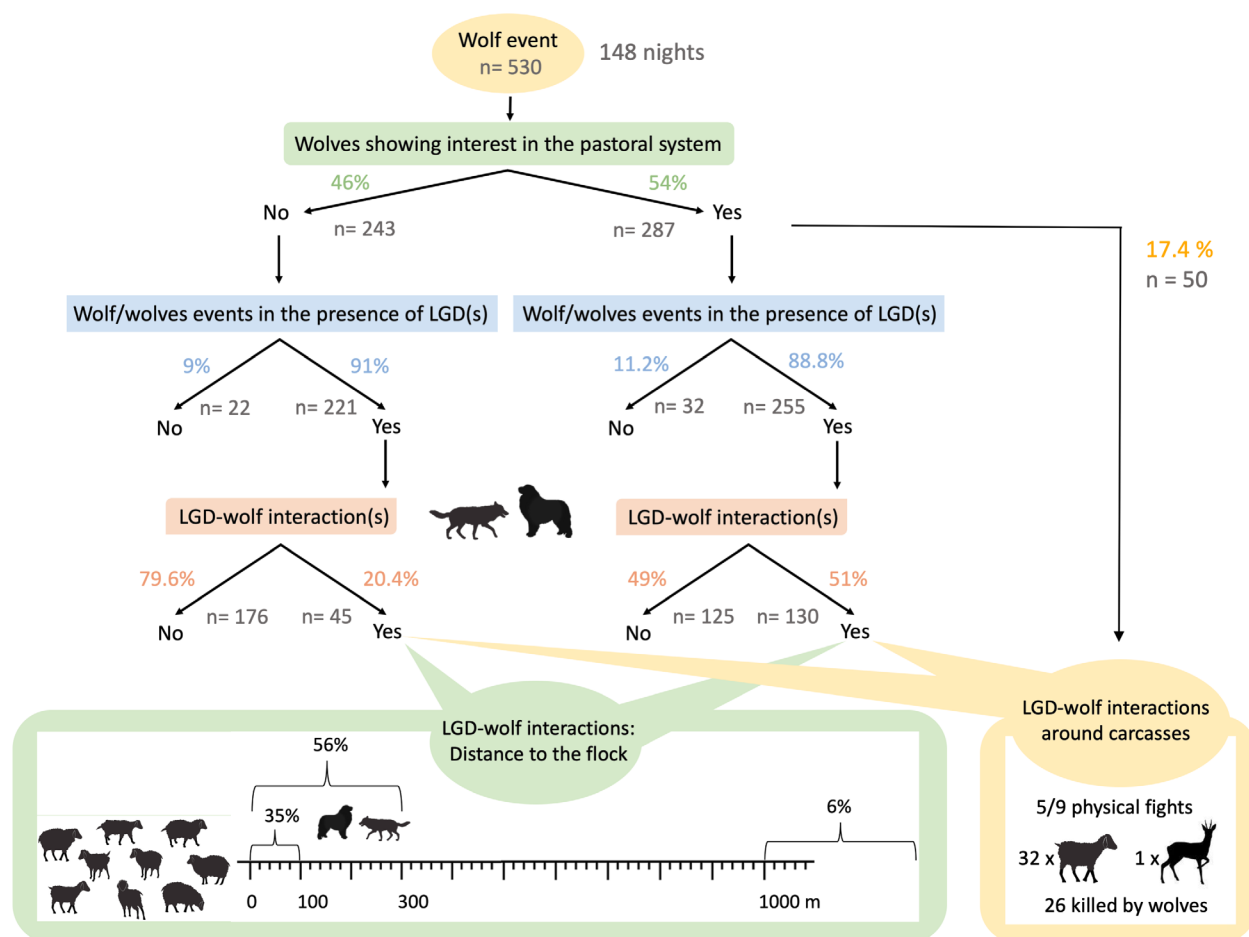 Wolf event
n= 530
148 nights
Wolves showing interest in the pastoral system
46%
54%
No
Yes
n= 243
n= 287
17.4 %
n = 50
Wolf/wolves events in the presence of LGD(s)
Wolf/wolves events in the presence of LGD(s)
9%
91%
11.2%
88.8%
n= 22
n= 221
n= 32
n= 255
No
Yes
No
Yes
LGD-wolf interaction(s)
LGD-wolf interaction(s)
79.6%
20.4%
49%
51%
n= 176
n= 45
n= 125
n= 130
No
Yes
No
Yes
LGD-wolf interactions:
Distance to the flock
56%
35%
6%
0
100
300
1000 m
LGD-wolf interactions
around carcasses
5/9 physical fights
32 x
1 x
26 killed by wolves